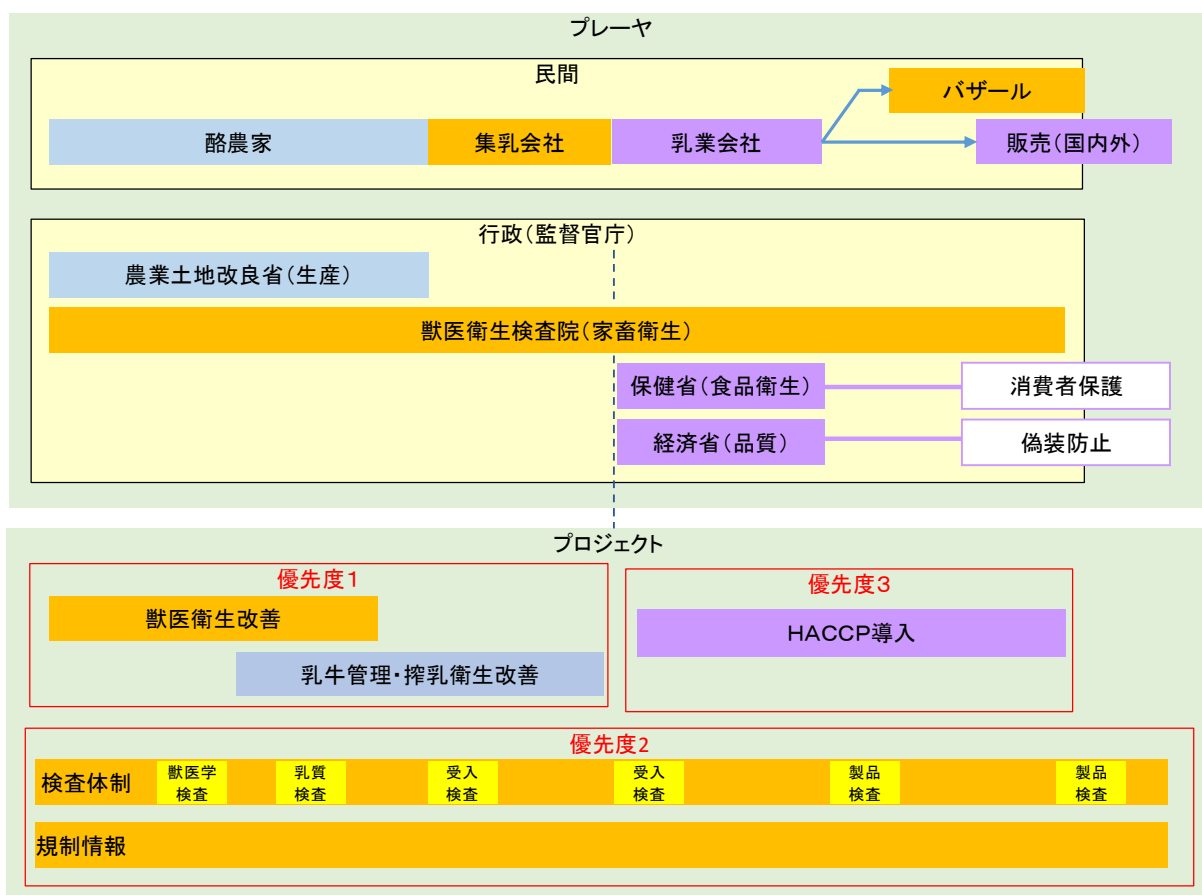 プレーヤ
民間
バザール
酪農家
集乳会社
乳業会社
販売(国内外)
行政(監督官庁)
農業土地改良省(生産)
獣医衛生検査院(家畜衛生)
保健省(食品衛生)
消費者保護
経済省(品質)
偽装防止
プロジェクト
優先度1
獣医衛生改善
乳牛管理・搾乳衛生改善
優先度3
HACCP導入
優先度2
検査体制
獣医学
検査
乳質
検査
受入
検査
受入
検査
製品
検査
製品
検査
規制情報